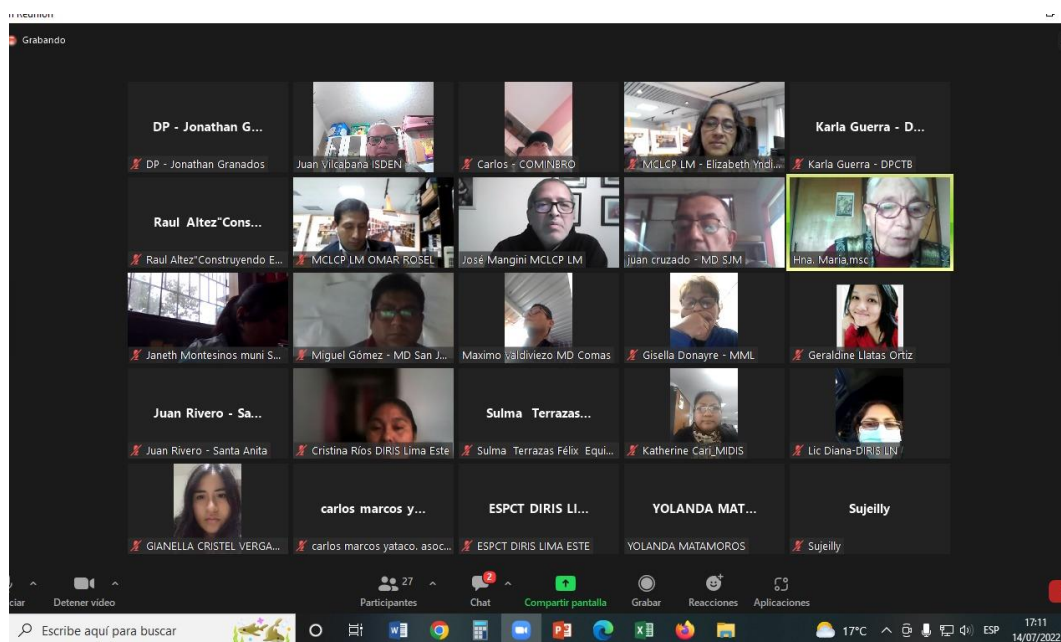 Grabando
DP - Jonathan G...
Karla Guerra - D...
DP - Jonathan Granados
Juan Vilcabana ISDEN
Carlos - COMINBRO
MCLCP LM - Elizabeth Yndi...
Karla Guerra - DPCTB
Raul Altez"Cons...
Raul Altez"Construyendo E...
MCLCP LM OMAR ROSEL
José Mangini MCLCP LM
juan cruzado - MD SJM
Hna. Maria,msc
Janeth Montesinos muni S...
Miguel Gómez - MD San J...
Maximo Valdiviezo MD Comas
Gisella Donayre - MML
Geraldine Llatas Ortiz
Juan Rivero - Sa...
Sulma Terrazas...
Juan Rivero - Santa Anita
Cristina Ríos DIRIS Lima Este
Sulma Terrazas Félix Equi...
Katherine Cari_MIDIS
Lic Diana-DIRIS LN
carlos marcos y...
ESPCT DIRIS LI...
YOLANDA MAT...
Sujeilly
GIANELLA CRISTEL VERGA...
carlos marcos yataco. asoc...
ESPCT DIRIS LIMA ESTE
YOLANDA MATAMOROS
Sujeilly
27
2
ciar
Detener video
Participantes
Chat
Compartir pantalla
Grabar
Reacciones
Aplicaciones
Escribe aquí para buscar
17°C
ESP
17:11
14/07/2022